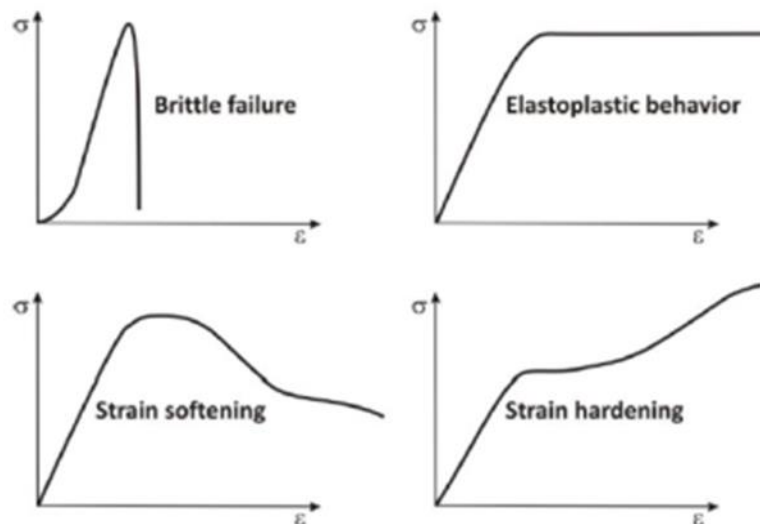 σ
Brittle failure
ε
σ
Elastoplastic behavior
ε
σ
Strain softening
ε
σ
Strain hardening
ε